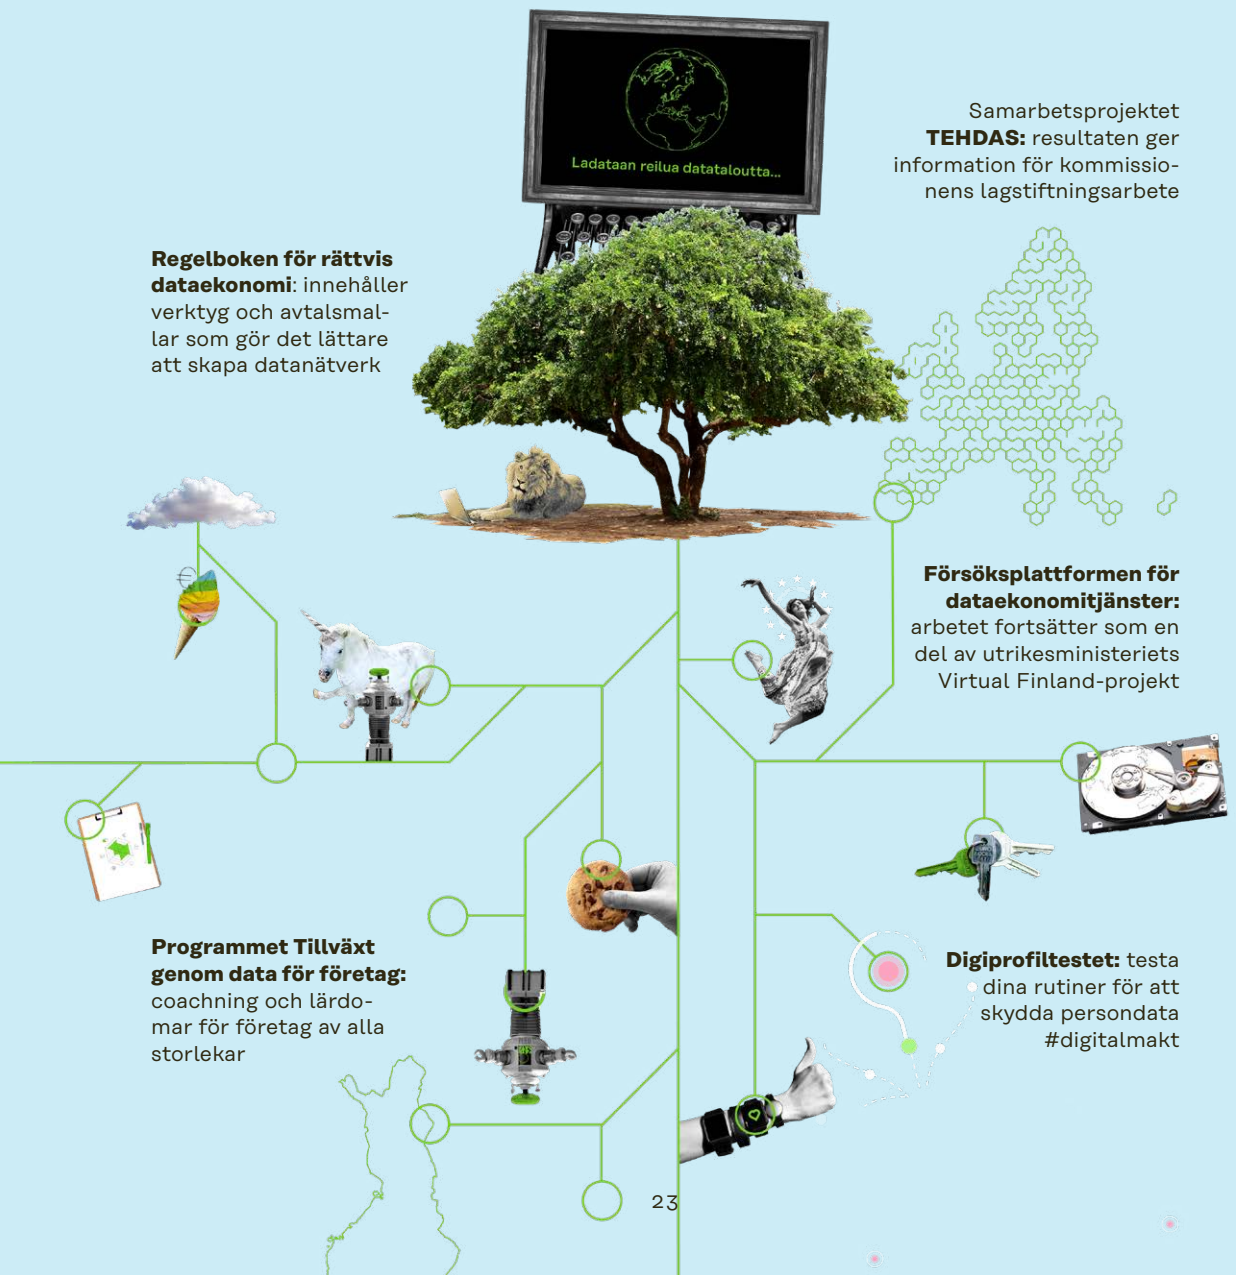 Ladataan reilua datataloutta...
Samarbetsprojektet
TEHDAS: resultaten ger
information för kommissio-
nens lagstiftningsarbete
Regelboken för rättvis
dataekonomi: innehåller
verktyg och avtalsmal-
lar som gör det lättare
att skapa datanätverk
Försöksplattformen för
dataekonomitjänster:
arbetet fortsätter som en
del av utrikesministeriets
Virtual Finland-projekt
Programmet Tillväxt
genom data för företag:
coachning och lärdo-
mar för företag av alla
storlekar
Digiprofiltestet: testa
dina rutiner för att
skydda persondata
#digitalmakt
23